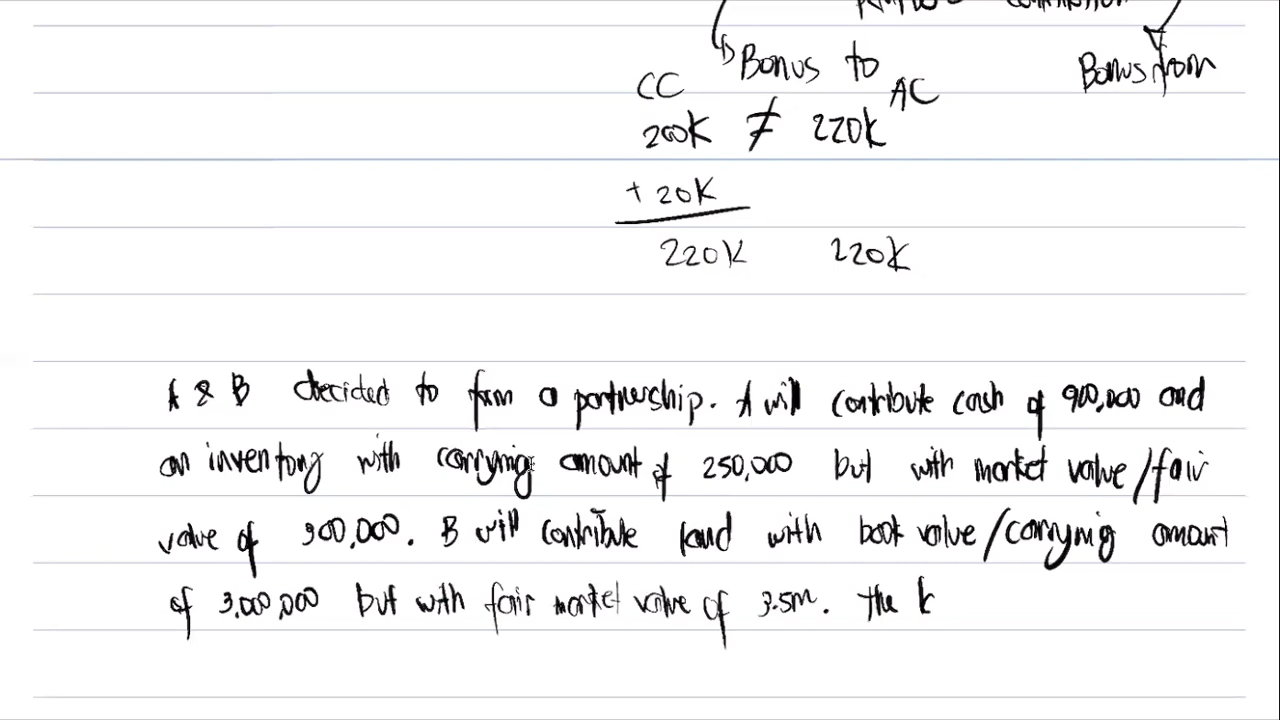 Bonus to
Bonus from
CC
AC
200K ≠ 220K
+ 20K
220K 220K
A & B decided to form a partnership. A will contribute cash of 900,000 and
an inventory with carrying amount of 250,000 but with market value/fair
value of 300,000. B will contribute land with book value/carrying amount
of 3,000,000 but with fair market value of 3.5M. The